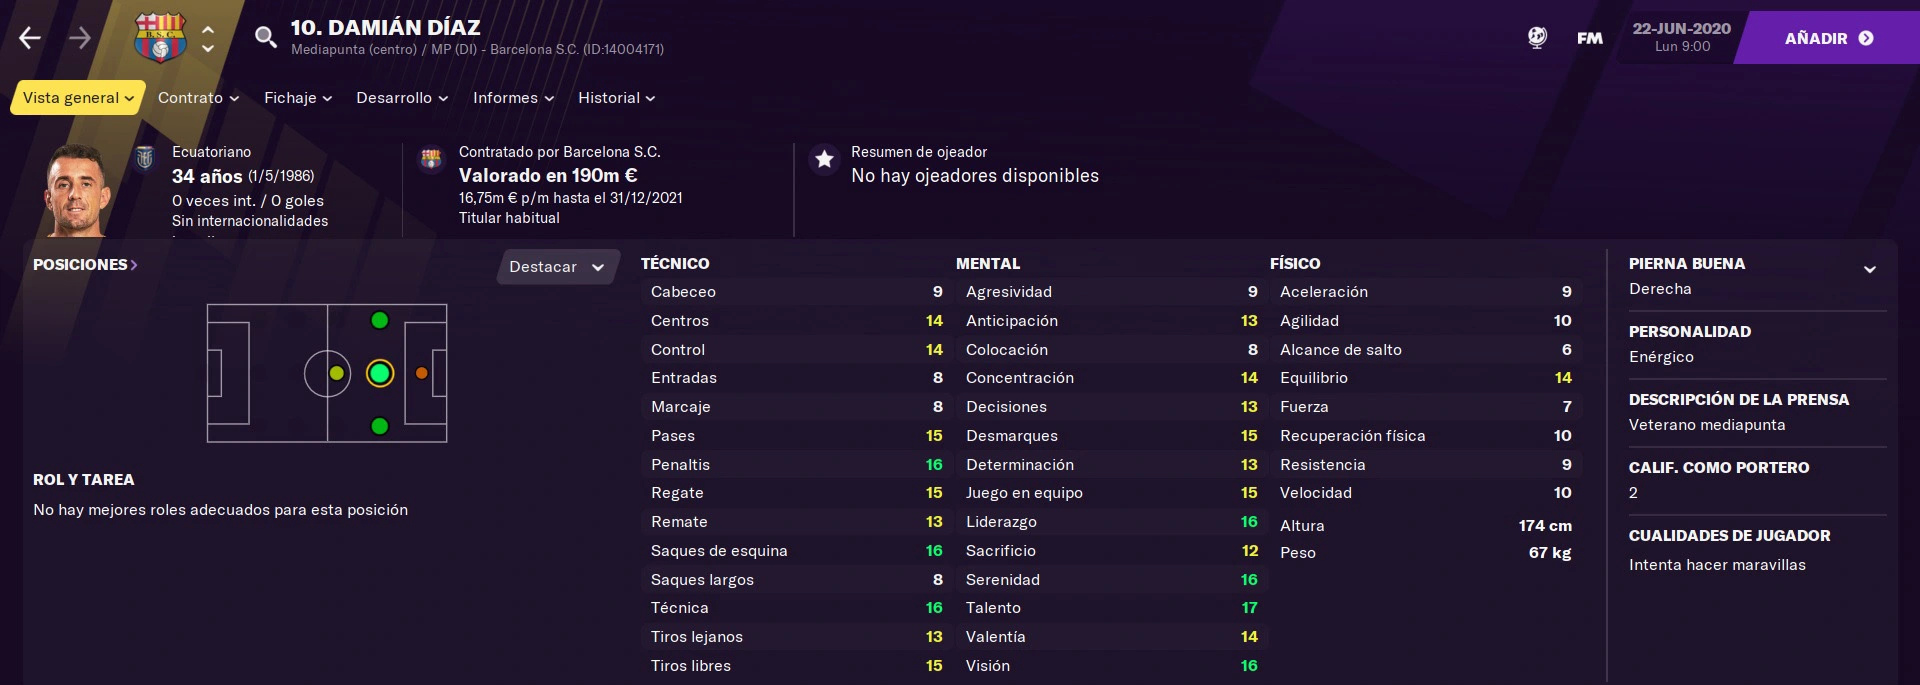 10. DAMIÁN DÍAZ
Mediapunta (centro) / MP (DI) - Barcelona S.C. (ID:14004171)
FM
22-JUN-2020
Lun 9:00
AÑADIR
Vista general
Contrato
Fichaje
Desarrollo
Informes
Historial
Ecuatoriano
34 años (1/5/1986)
0 veces int. / 0 goles
Sin internacionalidades
Contratado por Barcelona S.C.
Valorado en 190m €
16,75m € p/m hasta el 31/12/2021
Titular habitual
Resumen de ojeador
No hay ojeadores disponibles
POSICIONES
Destacar
ROL Y TAREA
No hay mejores roles adecuados para esta posición
TÉCNICO
Cabeceo 9
Centros 14
Control 14
Entradas 8
Marcaje 8
Pases 15
Penaltis 16
Regate 15
Remate 13
Saques de esquina 16
Saques largos 8
Técnica 16
Tiros lejanos 13
Tiros libres 15
MENTAL
Agresividad 9
Anticipación 13
Colocación 8
Concentración 14
Decisiones 13
Desmarques 15
Determinación 13
Juego en equipo 15
Liderazgo 16
Sacrificio 12
Serenidad 16
Talento 17
Valentía 14
Visión 16
FÍSICO
Aceleración 9
Agilidad 10
Alcance de salto 6
Equilibrio 14
Fuerza 7
Recuperación física 10
Resistencia 9
Velocidad 10
Altura 174 cm
Peso 67 kg
PIERNA BUENA
Derecha
PERSONALIDAD
Enérgico
DESCRIPCIÓN DE LA PRENSA
Veterano mediapunta
CALIF. COMO PORTERO
2
CUALIDADES DE JUGADOR
Intenta hacer maravillas